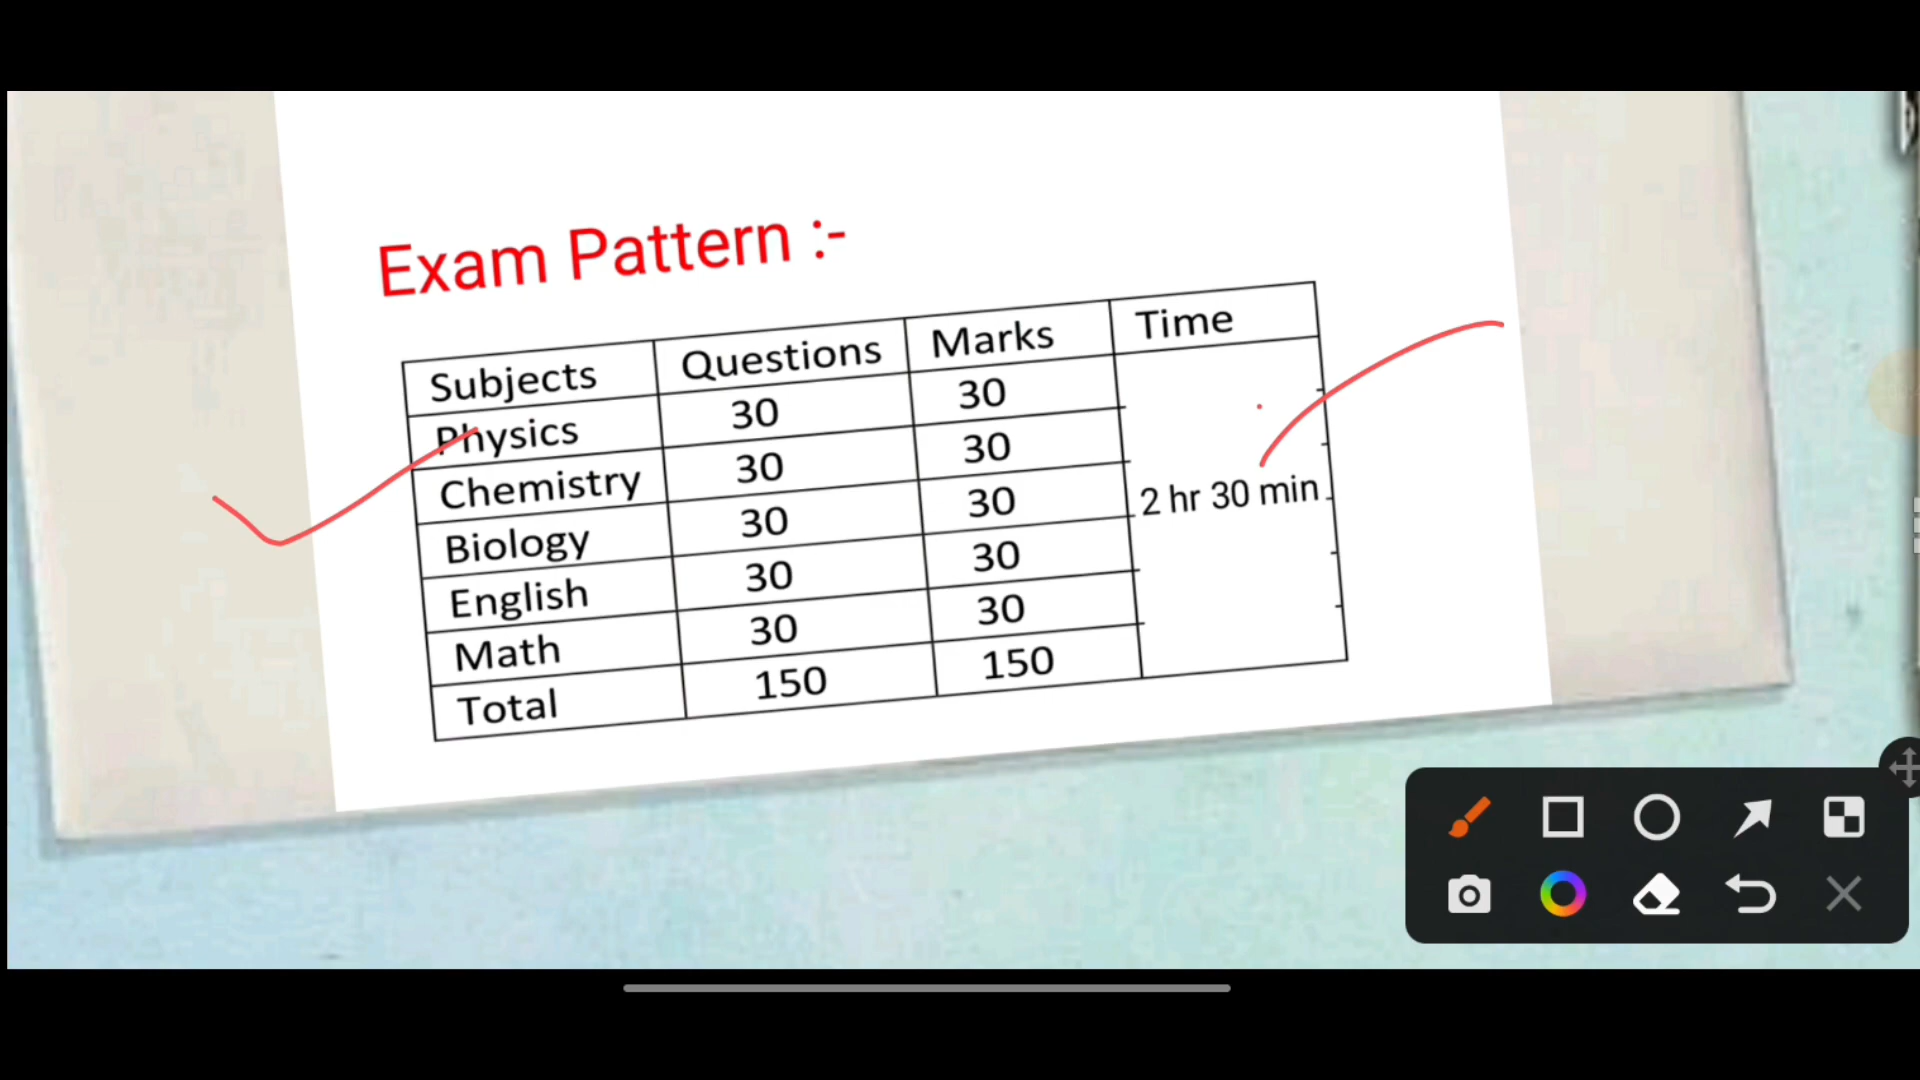 Exam Pattern :-
Subjects Questions Marks Time
Physics 30 30
Chemistry 30 30
Biology 30 30 2 hr 30 min
English 30 30
Math 30 30
Total 150 150